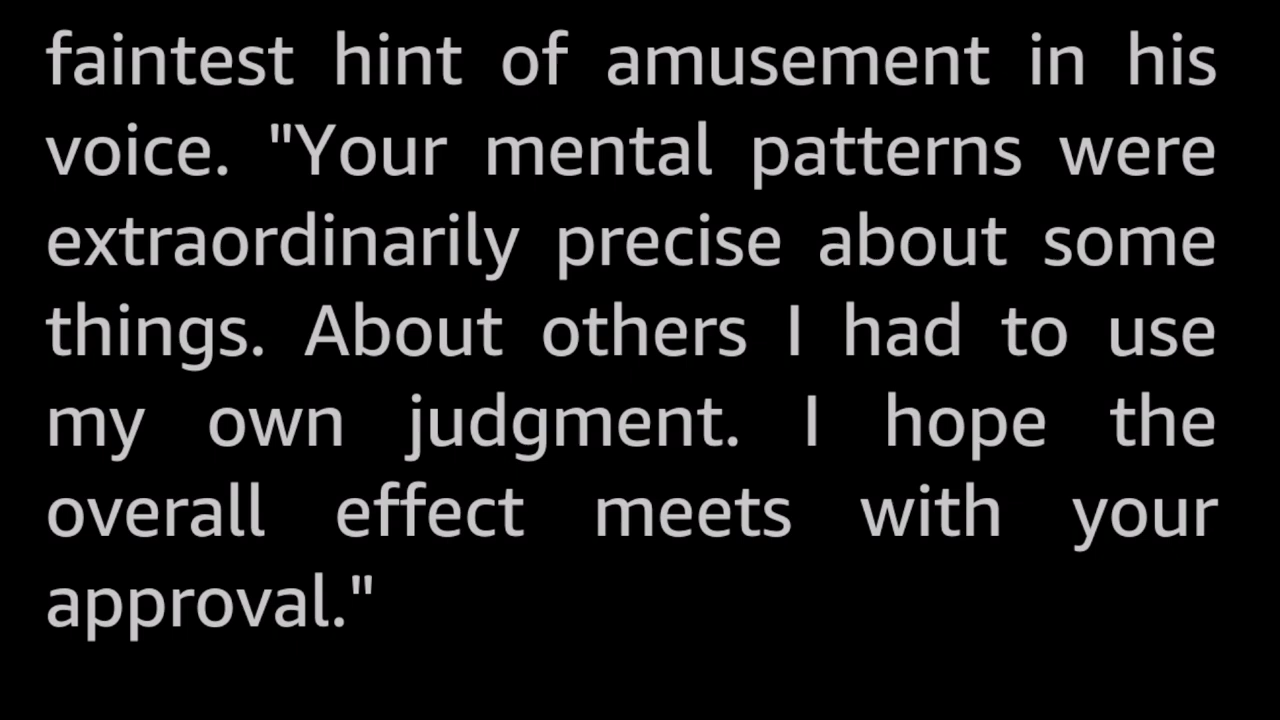 faintest hint of amusement in his
voice. "Your mental patterns were
extraordinarily precise about some
things. About others I had to use
my own judgment. I hope the
overall effect meets with your
approval."